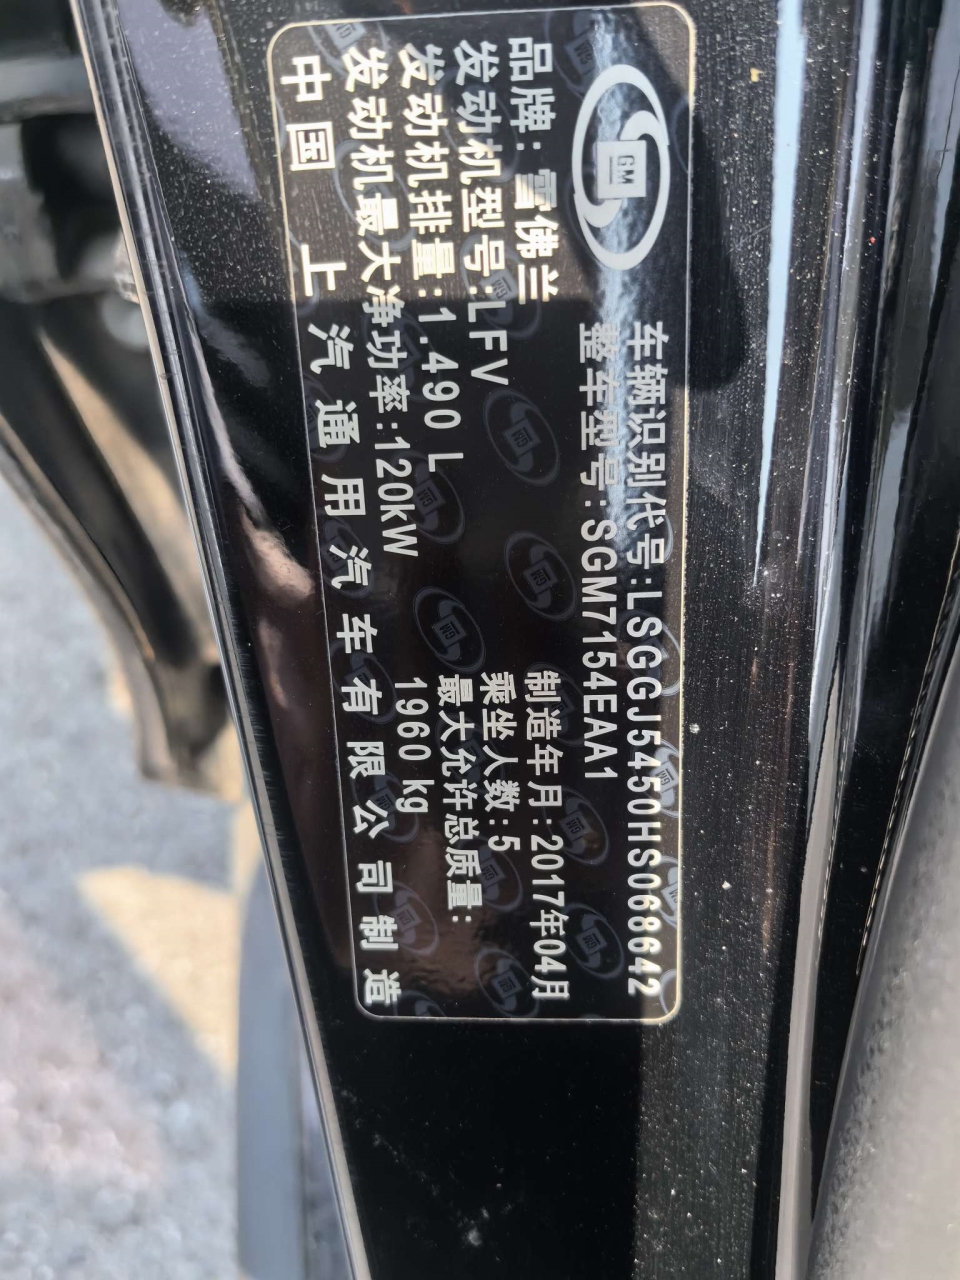 GM
车辆识别代号:LSGGJ5450HS068642
整车型号:SGM7154EAA1
品牌:雪佛兰
制造年月:2017年04月
发动机型号:LFV
乘坐人数:5
发动机排量:1.490 L
最大允许总质量:
1960 kg
发动机最大净功率:120kW
中国 上汽通用汽车有限公司制造